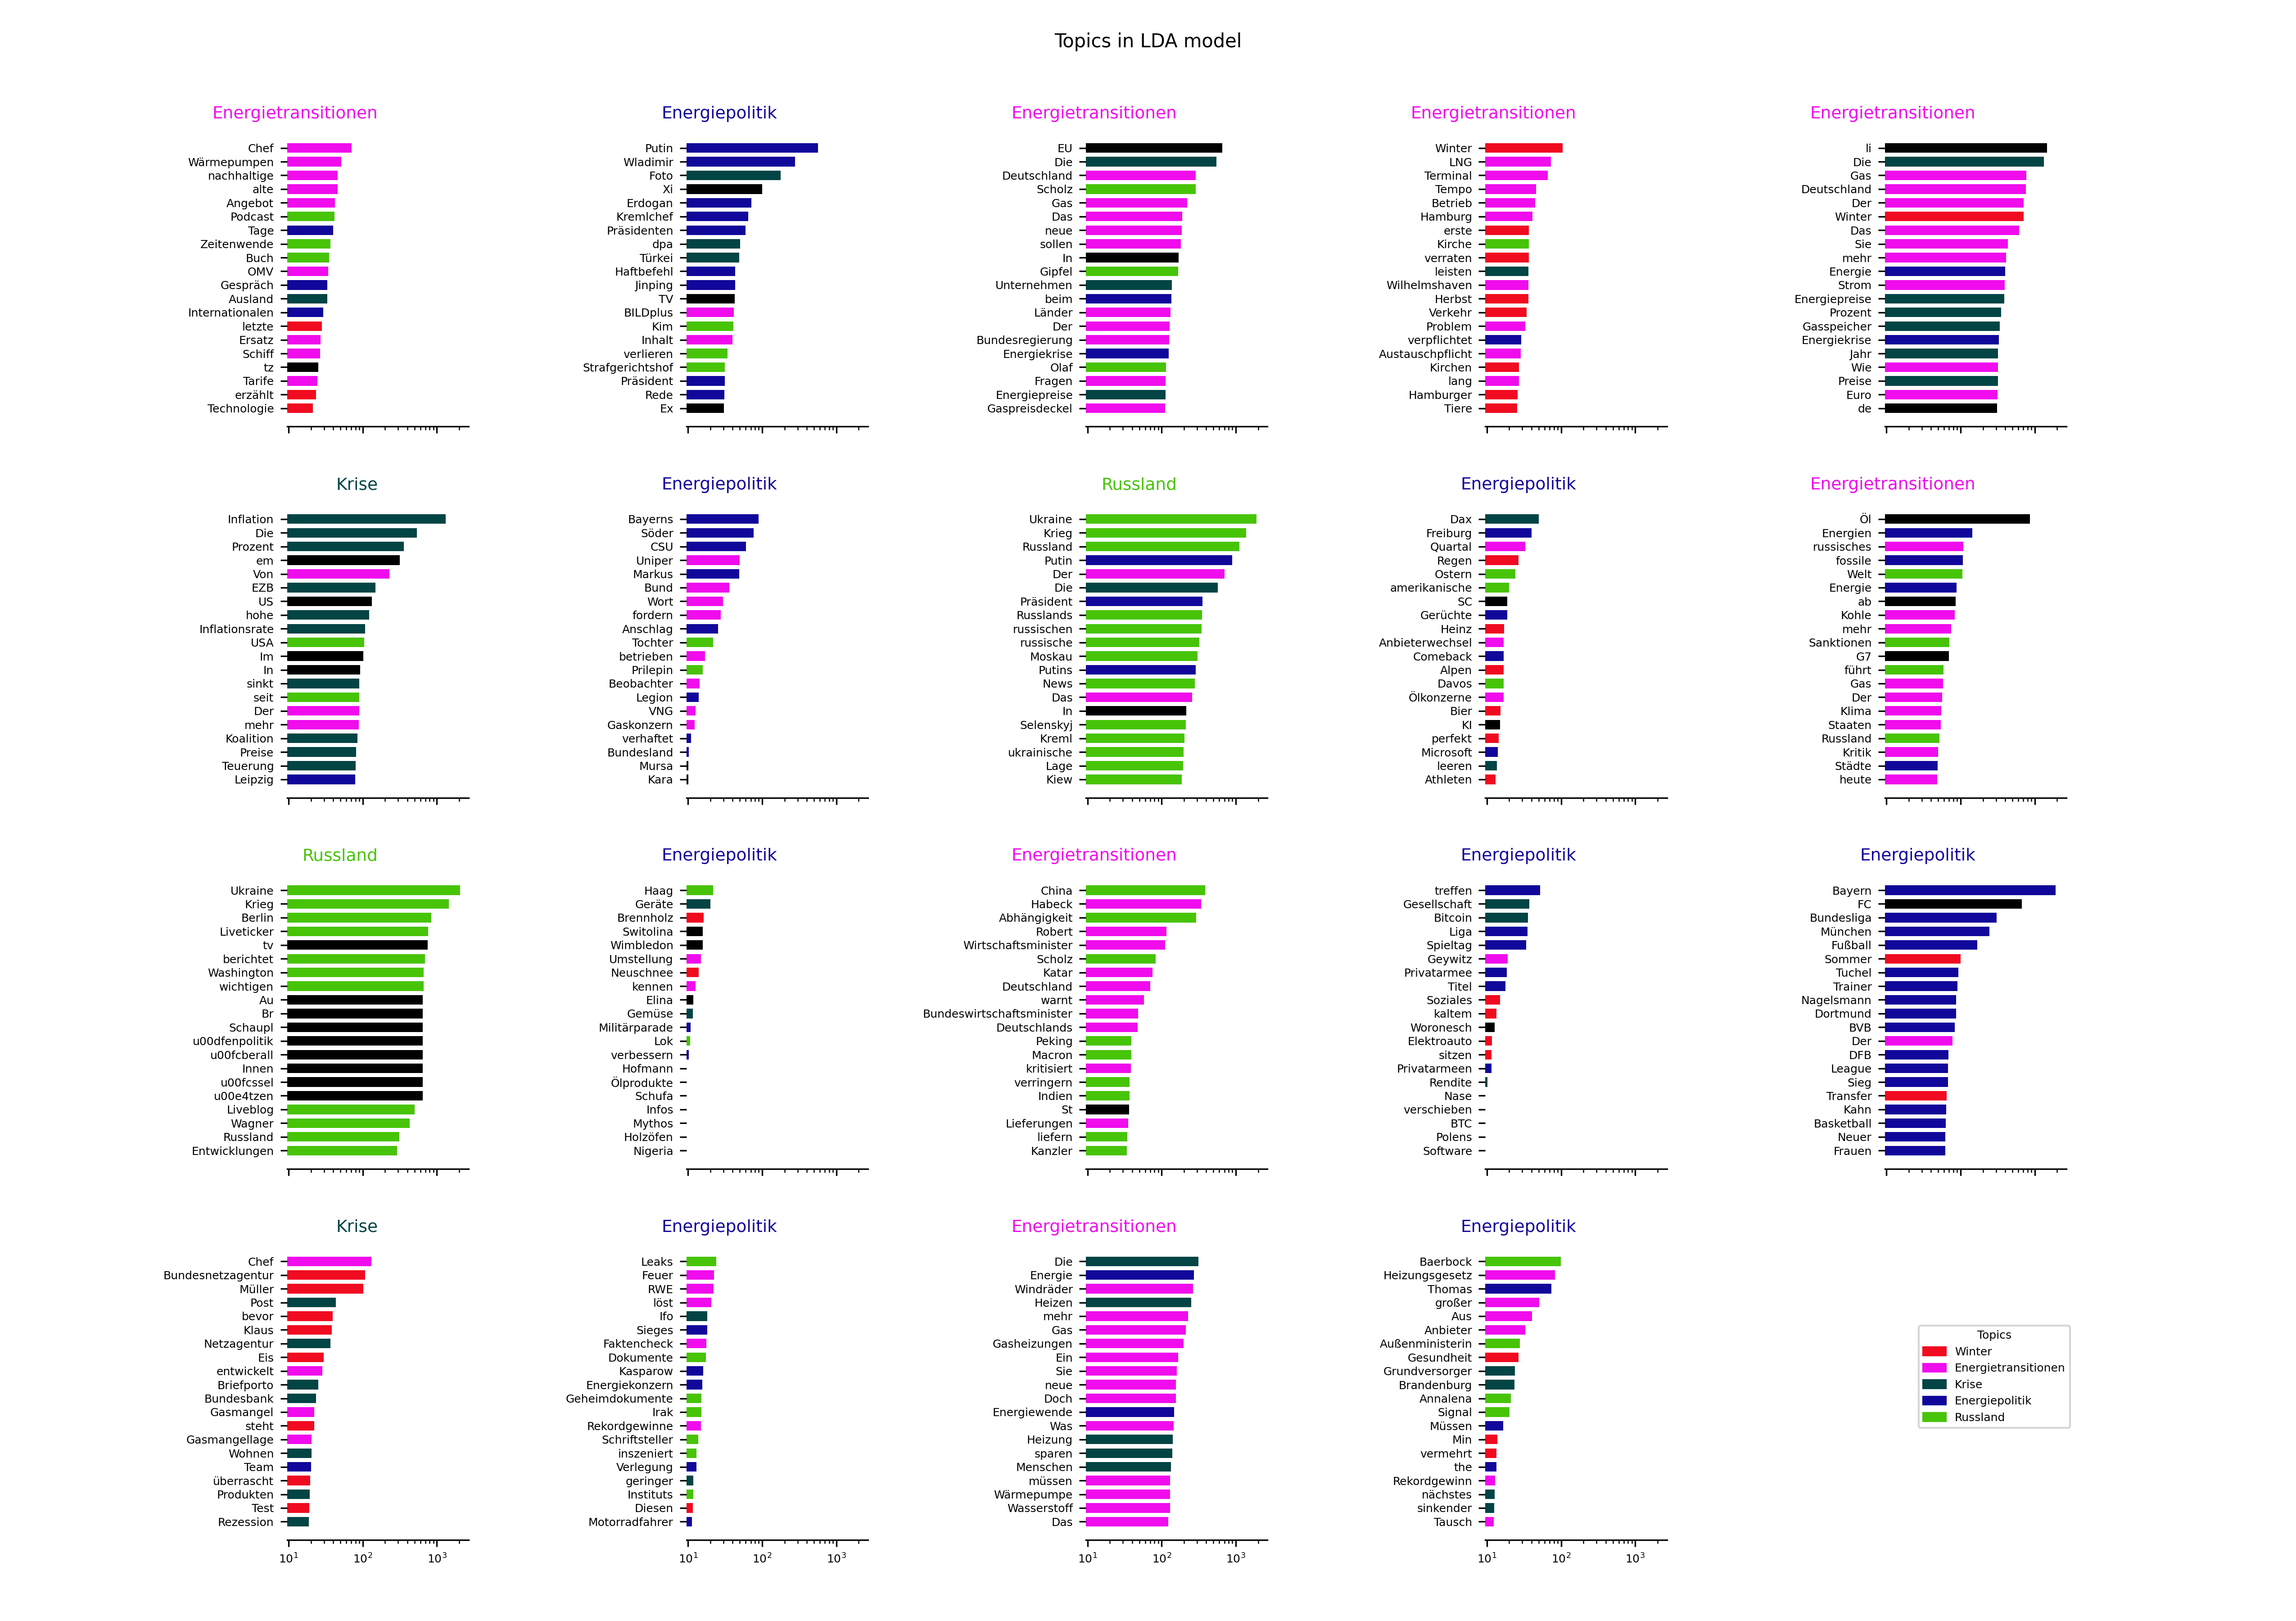 Topics in LDA model
Energietransitionen
Chef
Wärmepumpen
nachhaltige
alte
Angebot
Podcast
Tage
Zeitenwende
Buch
OMV
Gespräch
Ausland
Internationalen
letzte
Ersatz
Schiff
tz
Tarife
erzählt
Technologie
Energiepolitik
Putin
Wladimir
Foto
Xi
Erdogan
Kremlchef
Präsidenten
dpa
Türkei
Haftbefehl
Jinping
TV
BILDplus
Kim
Inhalt
verlieren
Strafgerichtshof
Präsident
Rede
Ex
Energietransitionen
EU
Die
Deutschland
Scholz
Gas
Das
neue
sollen
In
Gipfel
Unternehmen
beim
Länder
Der
Bundesregierung
Energiekrise
Olaf
Fragen
Energiepreise
Gaspreisdeckel
Energietransitionen
Winter
LNG
Terminal
Tempo
Betrieb
Hamburg
erste
Kirche
verraten
leisten
Wilhelmshaven
Herbst
Verkehr
Problem
verpflichtet
Austauschpflicht
Kirchen
lang
Hamburger
Tiere
Energietransitionen
li
Die
Gas
Deutschland
Der
Winter
Das
Sie
mehr
Energie
Strom
Energiepreise
Prozent
Gasspeicher
Energiekrise
Jahr
Wie
Preise
Euro
de
Krise
Inflation
Die
Prozent
em
Von
EZB
US
hohe
Inflationsrate
USA
Im
In
sinkt
seit
Der
mehr
Koalition
Preise
Teuerung
Leipzig
Energiepolitik
Bayerns
Söder
CSU
Uniper
Markus
Bund
Wort
fordern
Anschlag
Tochter
betrieben
Prilepin
Beobachter
Legion
VNG
Gaskonzern
verhaftet
Bundesland
Mursa
Kara
Russland
Ukraine
Krieg
Russland
Putin
Der
Die
Präsident
Russlands
russischen
russische
Moskau
Putins
News
Das
In
Selenskyj
Kreml
ukrainische
Lage
Kiew
Energiepolitik
Dax
Freiburg
Quartal
Regen
Ostern
amerikanische
SC
Gerüchte
Heinz
Anbieterwechsel
Comeback
Alpen
Davos
Ölkonzerne
Bier
KI
perfekt
Microsoft
leeren
Athleten
Energietransitionen
Öl
Energien
russisches
fossile
Welt
Energie
ab
Kohle
mehr
Sanktionen
G7
führt
Gas
Der
Klima
Staaten
Russland
Kritik
Städte
heute
Russland
Ukraine
Krieg
Berlin
Liveticker
tv
berichtet
Washington
wichtigen
Au
Br
Schaupl
u00dfenpolitik
u00fcberall
Innen
u00fcssel
u00e4tzen
Liveblog
Wagner
Russland
Entwicklungen
Energiepolitik
Haag
Geräte
Brennholz
Switolina
Wimbledon
Umstellung
Neuschnee
kennen
Elina
Gemüse
Militärparade
Lok
verbessern
Hofmann
Ölprodukte
Schufa
Infos
Mythos
Holzöfen
Nigeria
Energietransitionen
China
Habeck
Abhängigkeit
Robert
Wirtschaftsminister
Scholz
Katar
Deutschland
warnt
Bundeswirtschaftsminister
Deutschlands
Peking
Macron
kritisiert
verringern
Indien
St
Lieferungen
liefern
Kanzler
Energiepolitik
treffen
Gesellschaft
Bitcoin
Liga
Spieltag
Geywitz
Privatarmee
Titel
Soziales
kaltem
Woronesch
Elektroauto
sitzen
Privatarmeen
Rendite
Nase
verschieben
BTC
Polens
Software
Energiepolitik
Bayern
FC
Bundesliga
München
Fußball
Sommer
Tuchel
Trainer
Nagelsmann
Dortmund
BVB
Der
DFB
League
Sieg
Transfer
Kahn
Basketball
Neuer
Frauen
Krise
Chef
Bundesnetzagentur
Müller
Post
bevor
Klaus
Netzagentur
Eis
entwickelt
Briefporto
Bundesbank
Gasmangel
steht
Gasmangellage
Wohnen
Team
überrascht
Produkten
Test
Rezession
10¹ 10² 10³
Energiepolitik
Leaks
Feuer
RWE
löst
Ifo
Sieges
Faktencheck
Dokumente
Kasparow
Energiekonzern
Geheimdokumente
Irak
Rekordgewinne
Schriftsteller
inszeniert
Verlegung
geringer
Instituts
Diesen
Motorradfahrer
10¹ 10² 10³
Energietransitionen
Die
Energie
Windräder
Heizen
mehr
Gas
Gasheizungen
Ein
Sie
neue
Doch
Energiewende
Was
Heizung
sparen
Menschen
müssen
Wärmepumpe
Wasserstoff
Das
10¹ 10² 10³
Energiepolitik
Baerbock
Heizungsgesetz
Thomas
großer
Aus
Anbieter
Außenministerin
Gesundheit
Grundversorger
Brandenburg
Annalena
Signal
Müssen
Min
vermehrt
the
Rekordgewinn
nächstes
sinkender
Tausch
10¹ 10² 10³
Topics
Winter
Energietransitionen
Krise
Energiepolitik
Russland